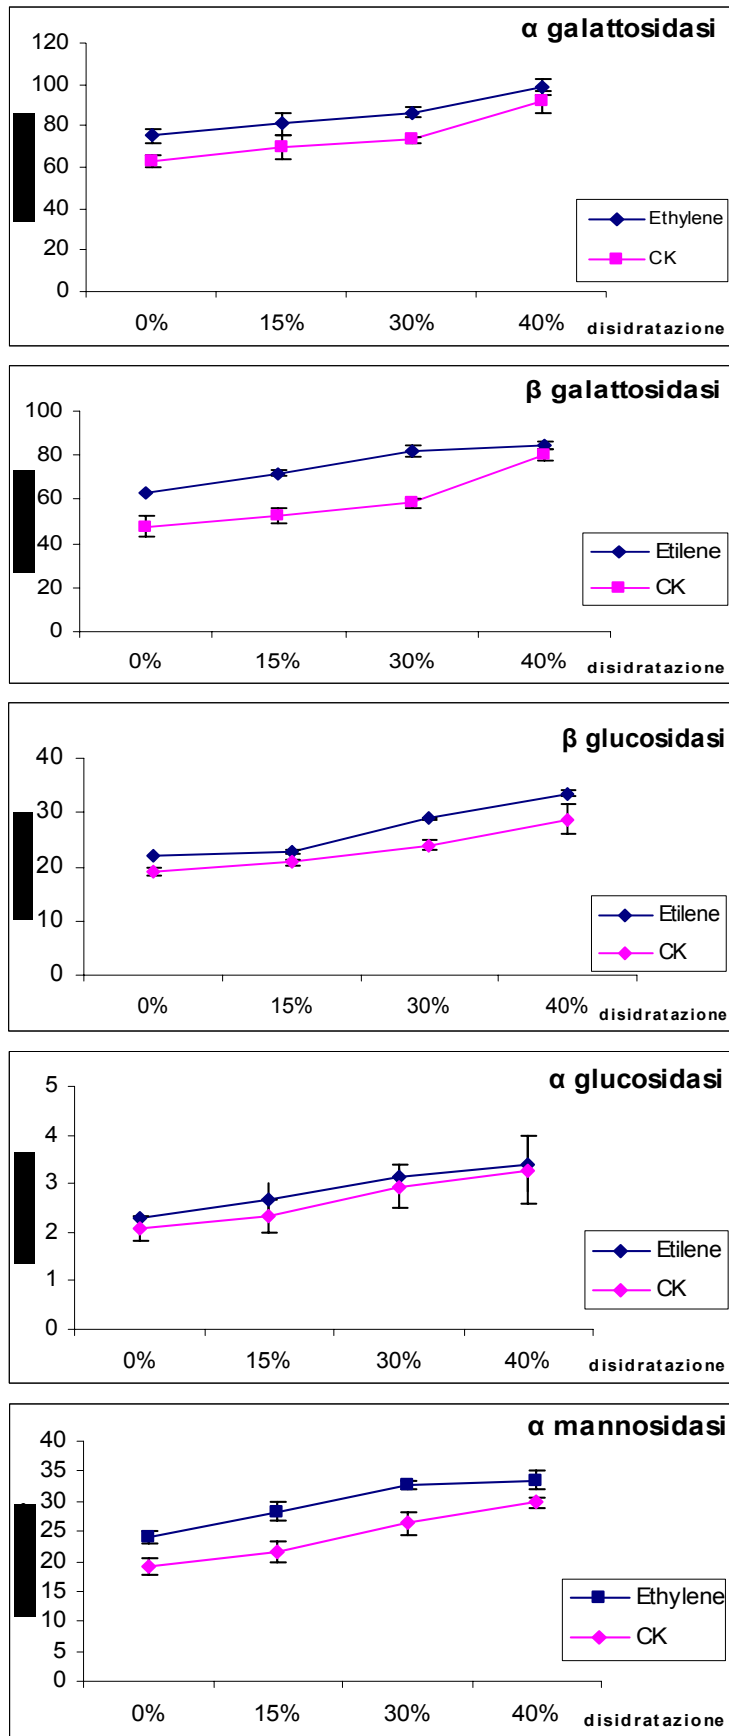 α galattosidasi
120
100
80
60
40
20
0
Ethylene
CK
0% 15% 30% 40% disidratazione
β galattosidasi
100
80
60
40
20
0
Etilene
CK
0% 15% 30% 40% disidratazione
β glucosidasi
40
30
20
10
0
Etilene
CK
0% 15% 30% 40% disidratazione
α glucosidasi
5
4
3
2
1
0
Etilene
CK
0% 15% 30% 40% disidratazione
α mannosidasi
40
35
30
25
20
15
10
5
0
Ethylene
CK
0% 15% 30% 40% disidratazione